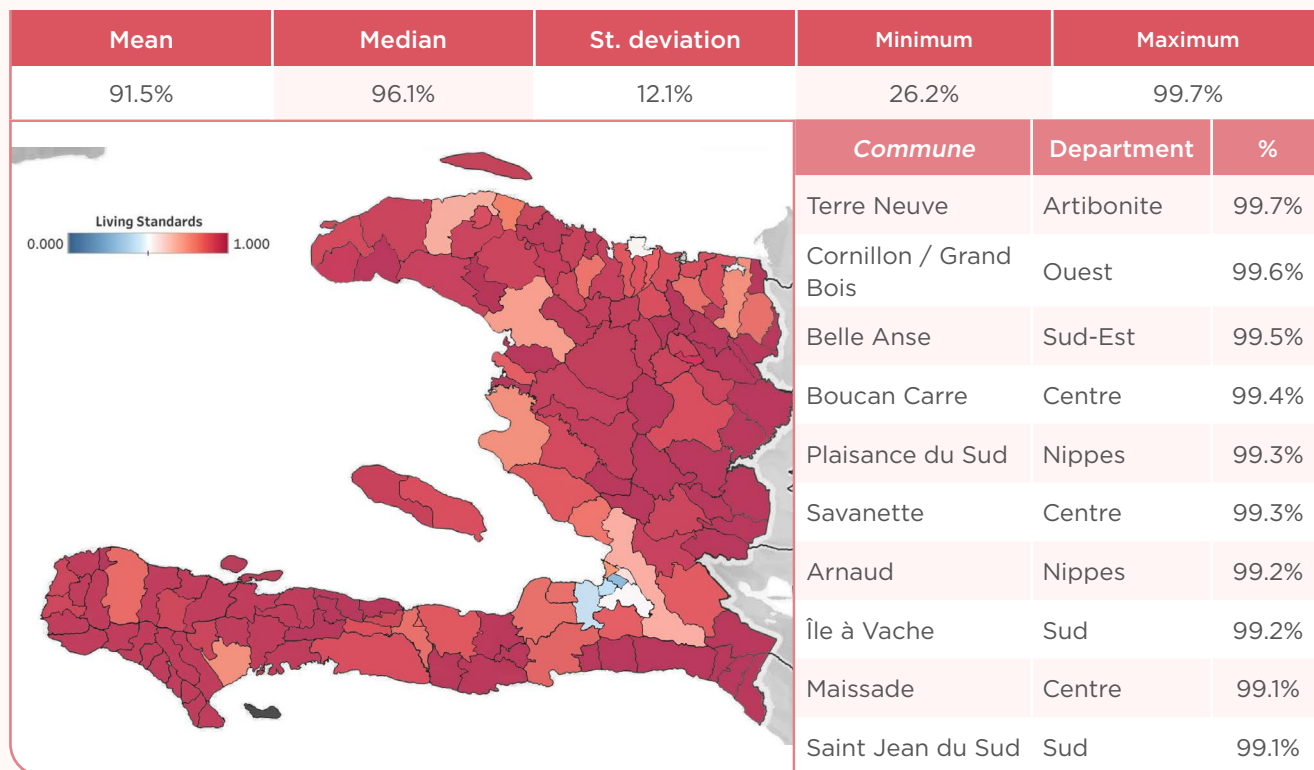 Mean Median St. deviation Minimum Maximum
91.5% 96.1% 12.1% 26.2% 99.7%
Living Standards
0.000 1.000
Commune Department %
Terre Neuve Artibonite 99.7%
Cornillon / Grand
Bois Ouest 99.6%
Belle Anse Sud-Est 99.5%
Boucan Carre Centre 99.4%
Plaisance du Sud Nippes 99.3%
Savanette Centre 99.3%
Arnaud Nippes 99.2%
Île à Vache Sud 99.2%
Maissade Centre 99.1%
Saint Jean du Sud Sud 99.1%